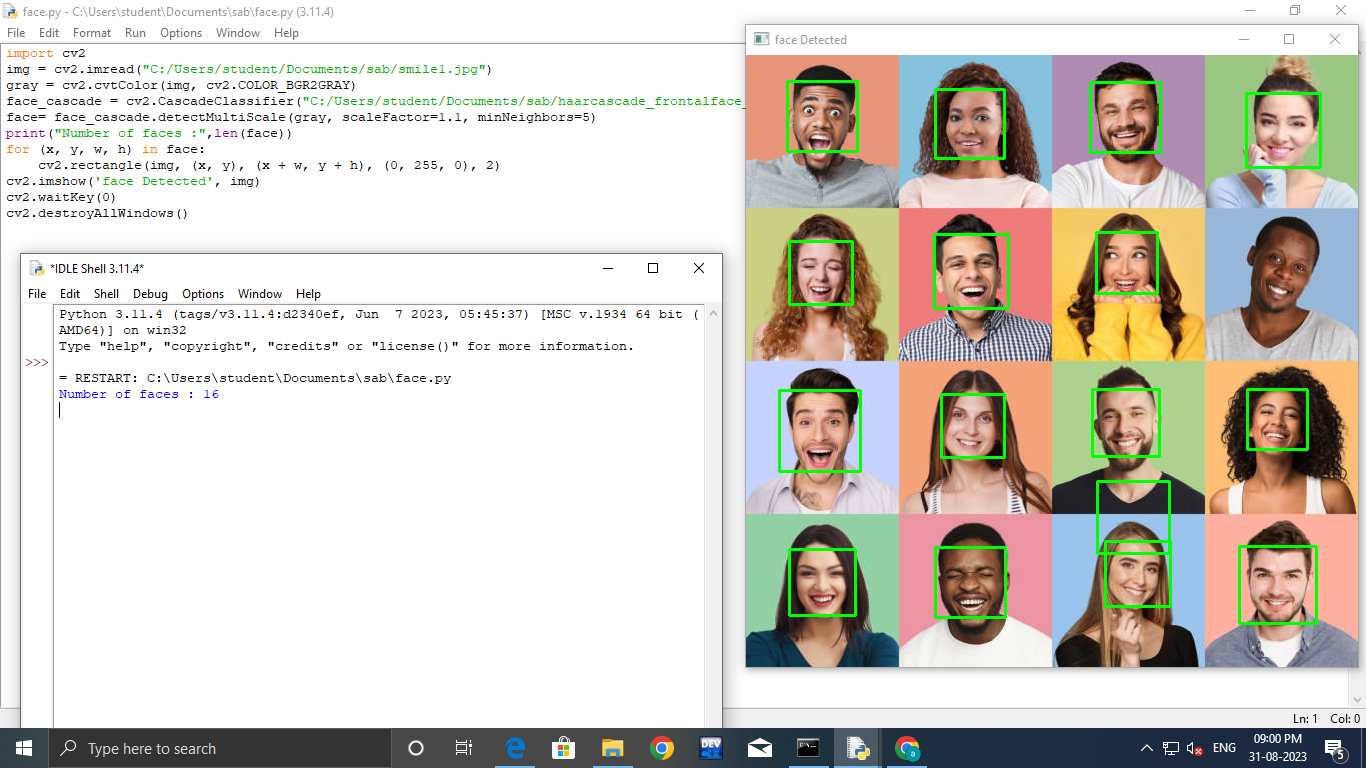 face.py - C:\Users\student\Documents\sab\face.py (3.11.4)
File Edit Format Run Options Window Help
import cv2
img = cv2.imread("C:/Users/student/Documents/sab/smile1.jpg")
gray = cv2.cvtColor(img, cv2.COLOR_BGR2GRAY)
face_cascade = cv2.CascadeClassifier("C:/Users/student/Documents/sab/haarcascade_frontalface_
face= face_cascade.detectMultiScale(gray, scaleFactor=1.1, minNeighbors=5)
print("Number of faces :",len(face))
for (x, y, w, h) in face:
    cv2.rectangle(img, (x, y), (x + w, y + h), (0, 255, 0), 2)
cv2.imshow('face Detected', img)
cv2.waitKey(0)
cv2.destroyAllWindows()
face Detected
*IDLE Shell 3.11.4*
File Edit Shell Debug Options Window Help
Python 3.11.4 (tags/v3.11.4:d2340ef, Jun  7 2023, 05:45:37) [MSC v.1934 64 bit (
AMD64)] on win32
Type "help", "copyright", "credits" or "license()" for more information.
>>>
= RESTART: C:\Users\student\Documents\sab\face.py
Number of faces : 16
Ln: 1 Col: 0
Type here to search
DEV
C++
a
ENG
09:00 PM
31-08-2023
5